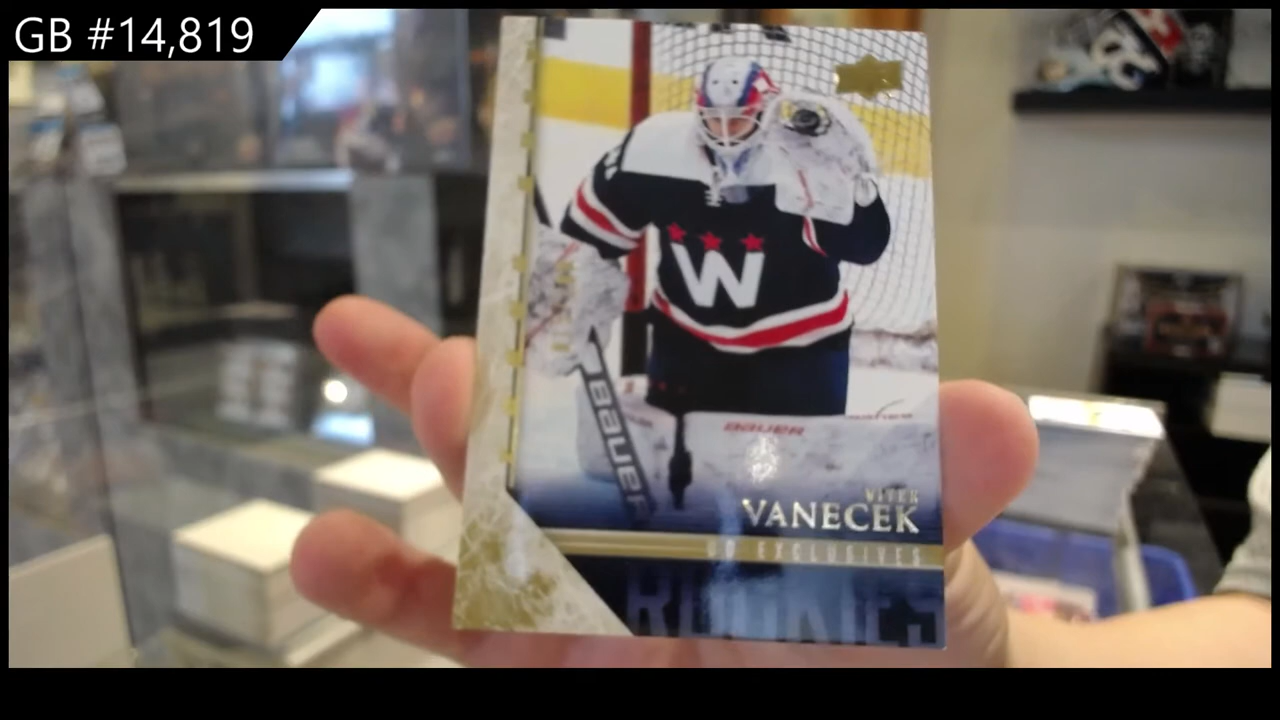 GB #14,819
W
Bauer
BAUER
VITEK
VANECEK
UD EXCLUSIVES
ROOKIES